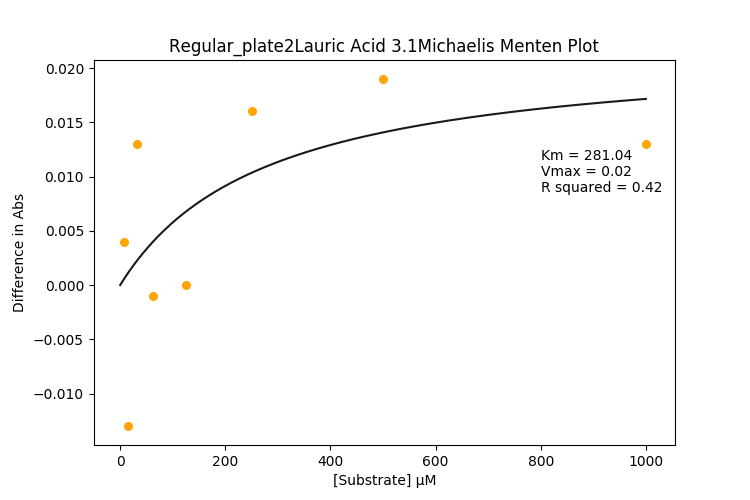 Regular_plate2Lauric Acid 3.1Michaelis Menten Plot
0.020
0.015
0.010
0.005
0.000
−0.005
−0.010
Difference in Abs
Km = 281.04
Vmax = 0.02
R squared = 0.42
0 200 400 600 800 1000
[Substrate] μM